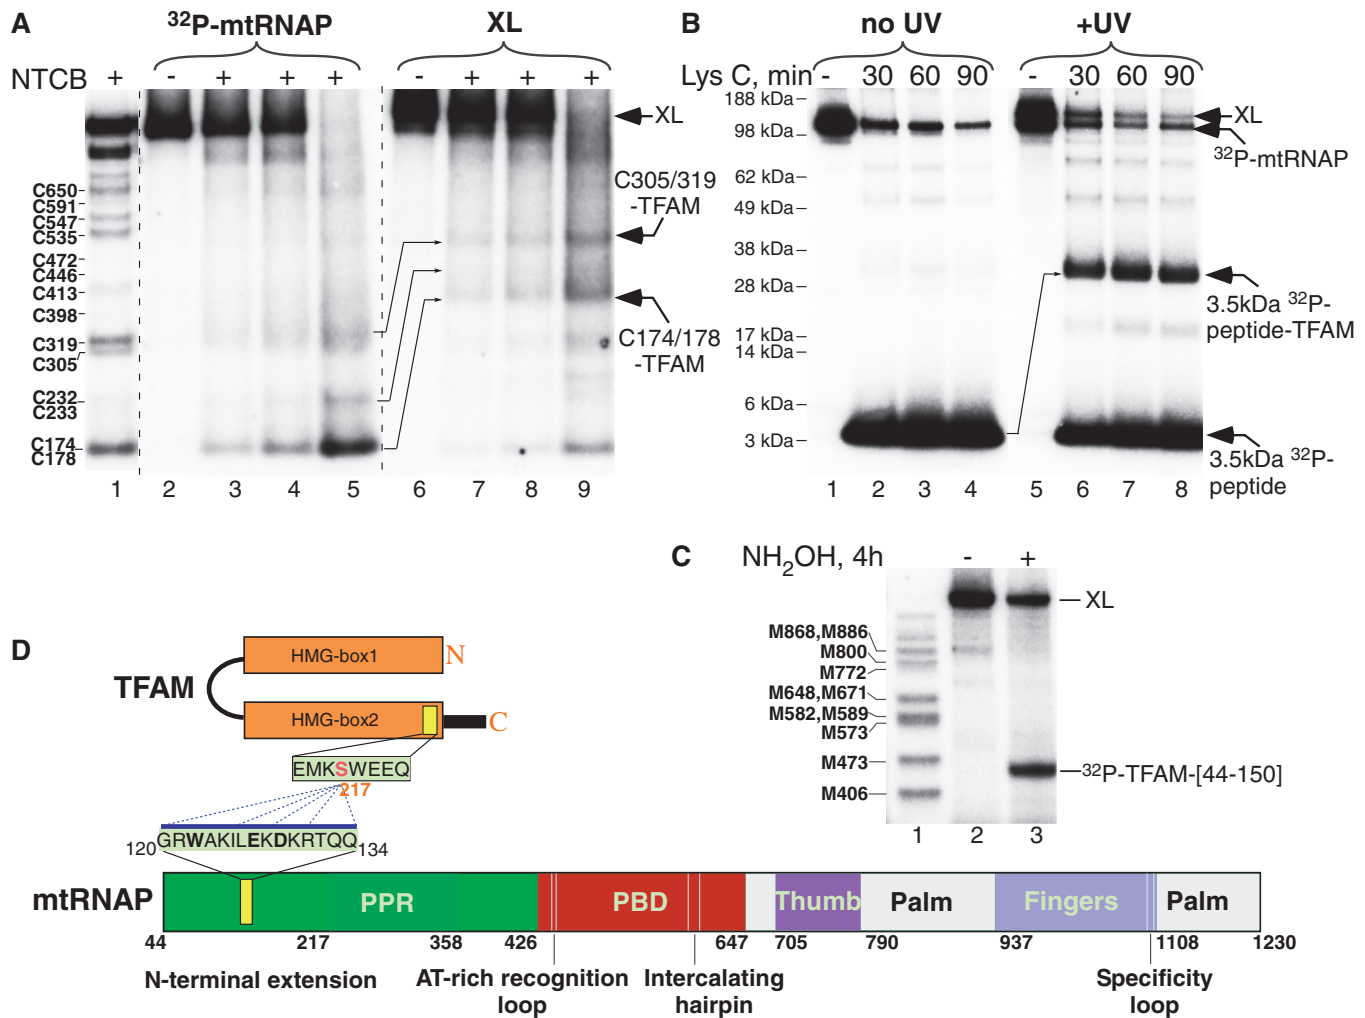 A
32P-mtRNAP
XL
NTCB + - + + + - + + +
XL
C305/319
-TFAM
C174/178
-TFAM
C650
C591
C547
C535
C472
C446
C413
C398
C319
C305
C232
C233
C174
C178
1 2 3 4 5 6 7 8 9
B
no UV
+UV
Lys C, min - 30 60 90 - 30 60 90
188 kDa
98 kDa
62 kDa
49 kDa
38 kDa
28 kDa
17 kDa
14 kDa
6 kDa
3 kDa
XL
32P-mtRNAP
3.5kDa 32P-
peptide-TFAM
3.5kDa 32P-
peptide
1 2 3 4 5 6 7 8
C
NH2OH, 4h - +
XL
M868,M886
M800
M772
M648,M671
M582,M589
M573
M473
M406
32P-TFAM-[44-150]
1 2 3
D
HMG-box1
N
TFAM
HMG-box2
C
EMKSWEEQ
217
120 GRWAKILEKDKRTQQ 134
mtRNAP
PPR
PBD
Thumb
Palm
Fingers
Palm
44 217 358 426 647 705 790 937 1108 1230
N-terminal extension
AT-rich recognition
loop
Intercalating
hairpin
Specificity
loop